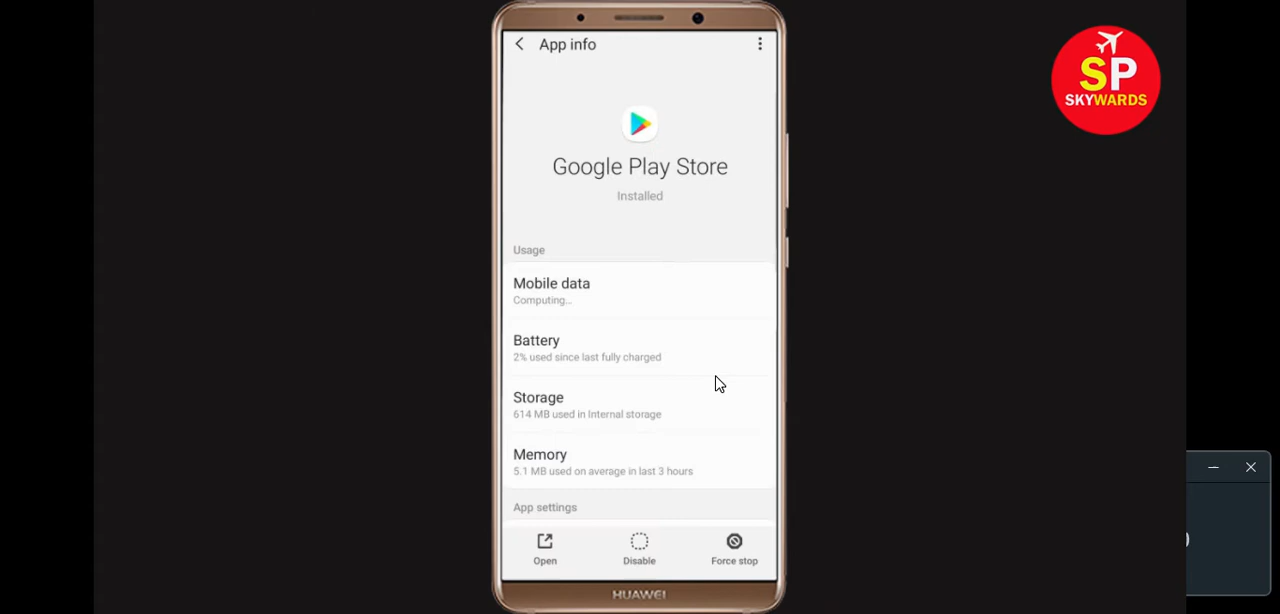 App info
SP
SKYWARDS
Google Play Store
Installed
Usage
Mobile data
Computing...
Battery
2% used since last fully charged
Storage
614 MB used in Internal storage
Memory
5.1 MB used on average in last 3 hours
App settings
Open
Disable
Force stop
HUAWEI